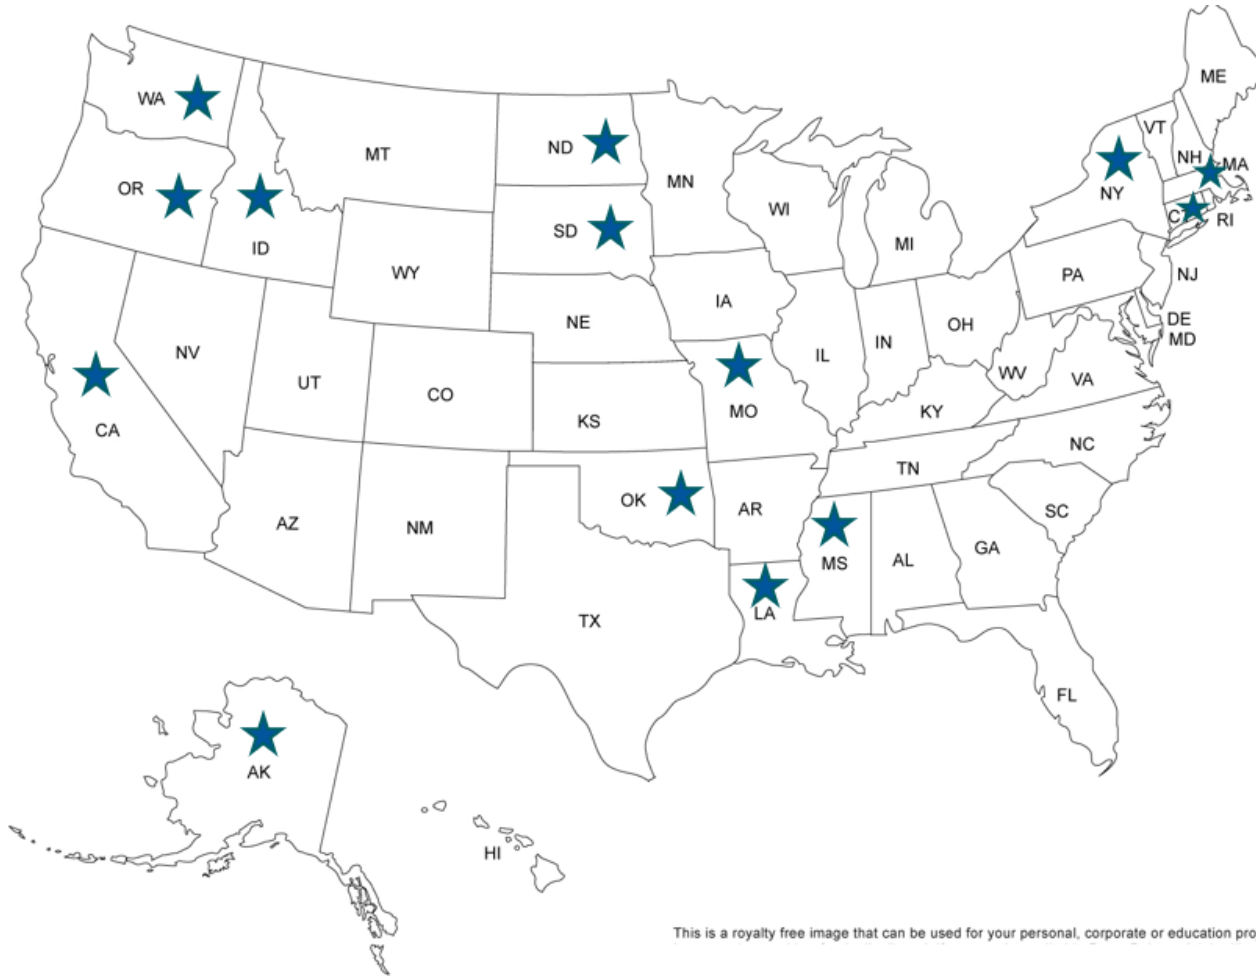 ME
WA
VT
ND
MT
NH
MA
MN
OR
NY
WI
C
RI
SD
ID
MI
WY
PA
NJ
IA
NE
DE
OH
MD
NV
IN
IL
WV
VA
UT
CO
MO
KY
KS
CA
NC
TN
OK
AR
SC
AZ
NM
GA
AL
MS
LA
TX
FL
AK
HI
This is a royalty free image that can be used for your personal, corporate or education pro